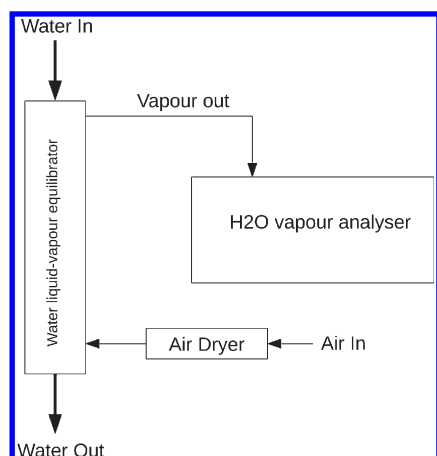 Water In
Vapour out
Water liquid-vapour equilibrator
H2O vapour analyser
Air Dryer
Air In
Water Out